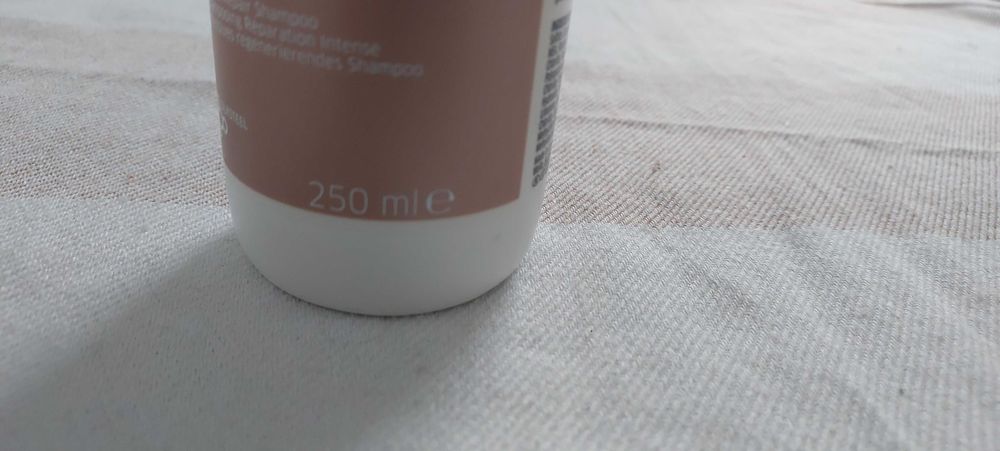 Shampoo
Réparation Intense
regenerierendes Shampoo
250 ml ℮